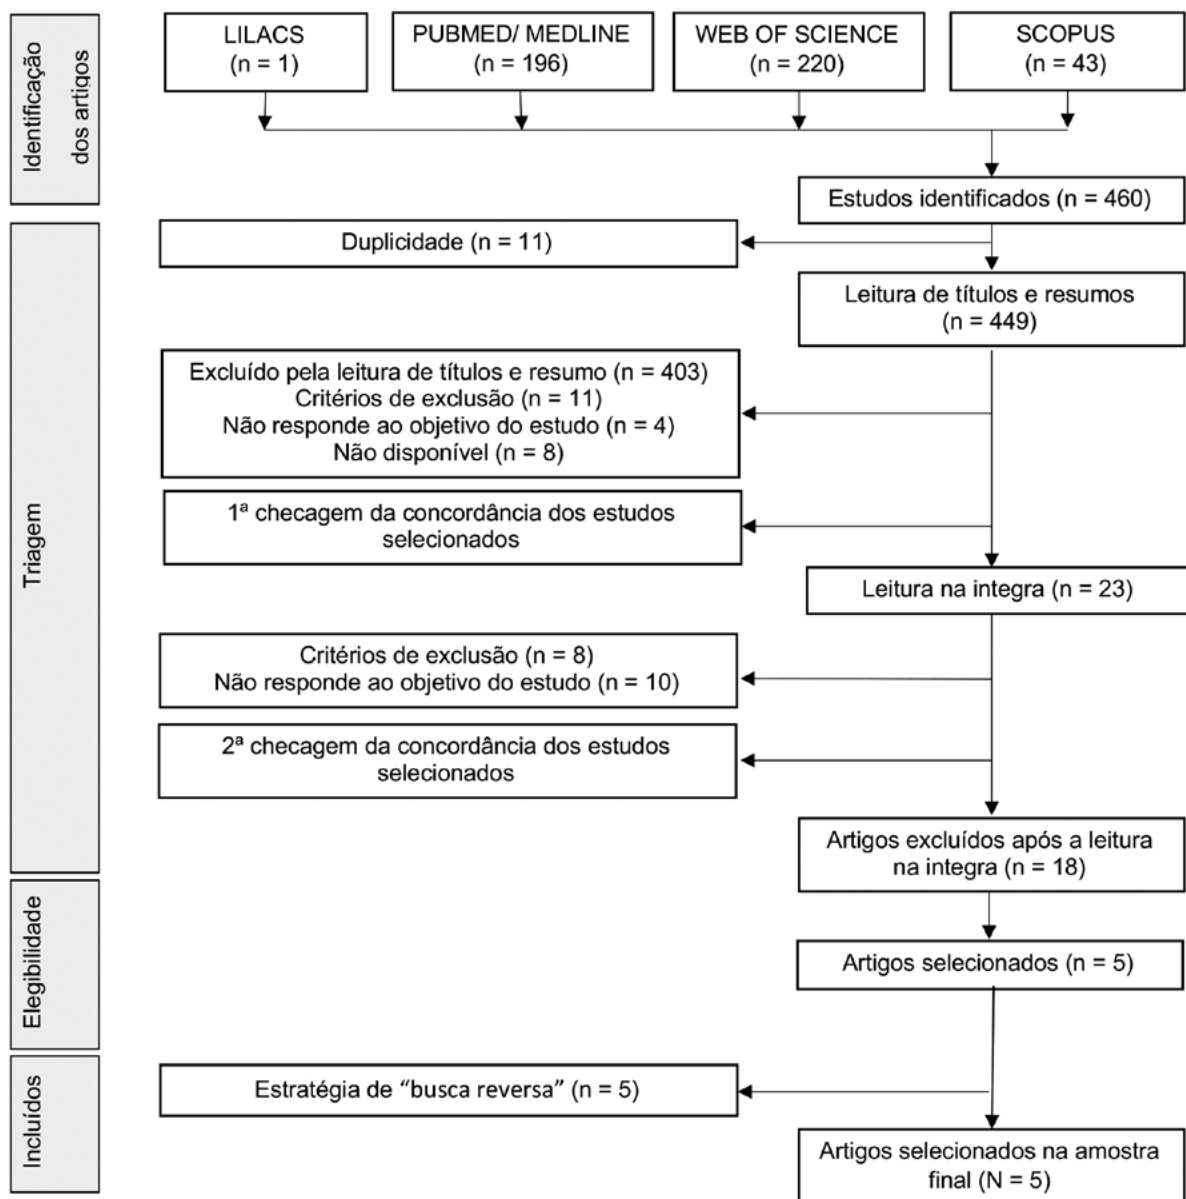 Identificação
dos artigos
LILACS
(n = 1)
PUBMED/ MEDLINE
(n = 196)
WEB OF SCIENCE
(n = 220)
SCOPUS
(n = 43)
Estudos identificados (n = 460)
Triagem
Duplicidade (n = 11)
Leitura de títulos e resumos
(n = 449)
Excluído pela leitura de títulos e resumo (n = 403)
Critérios de exclusão (n = 11)
Não responde ao objetivo do estudo (n = 4)
Não disponível (n = 8)
1ª checagem da concordância dos estudos
selecionados
Leitura na integra (n = 23)
Critérios de exclusão (n = 8)
Não responde ao objetivo do estudo (n = 10)
2ª checagem da concordância dos estudos
selecionados
Artigos excluídos após a leitura
na integra (n = 18)
Elegibilidade
Artigos selecionados (n = 5)
Incluídos
Estratégia de “busca reversa” (n = 5)
Artigos selecionados na amostra
final (N = 5)